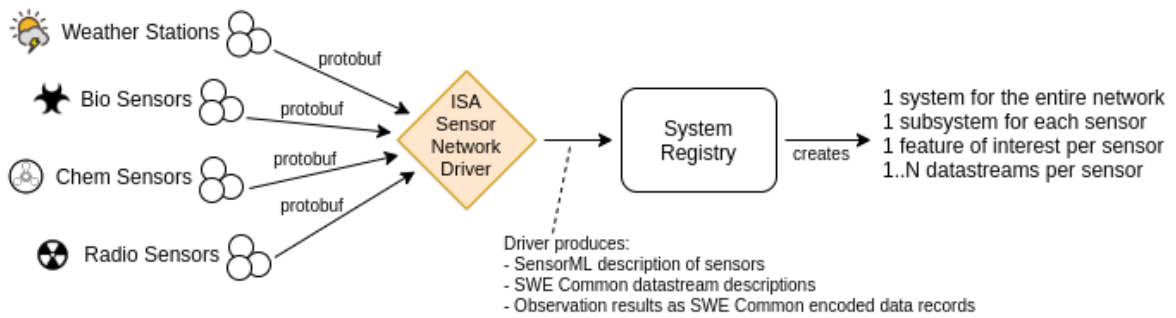 Weather Stations
protobuf
Bio Sensors
protobuf
Chem Sensors
protobuf
Radio Sensors
protobuf
ISA
Sensor
Network
Driver
System
Registry
creates
1 system for the entire network
1 subsystem for each sensor
1 feature of interest per sensor
1..N datastreams per sensor
Driver produces:
- SensorML description of sensors
- SWE Common datastream descriptions
- Observation results as SWE Common encoded data records